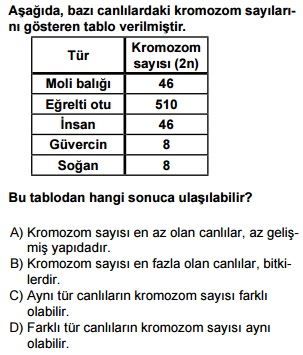 Aşağıda, bazı canlılardaki kromozom sayıları-
nı gösteren tablo verilmiştir.
Tür Kromozom sayısı (2n)
Moli balığı 46
Eğrelti otu 510
İnsan 46
Güvercin 8
Soğan 8
Bu tablodan hangi sonuca ulaşılabilir?
A) Kromozom sayısı en az olan canlılar, az geliş-
miş yapıdadır.
B) Kromozom sayısı en fazla olan canlılar, bitki-
lerdir.
C) Aynı tür canlıların kromozom sayısı farklı
olabilir.
D) Farklı tür canlıların kromozom sayısı aynı
olabilir.